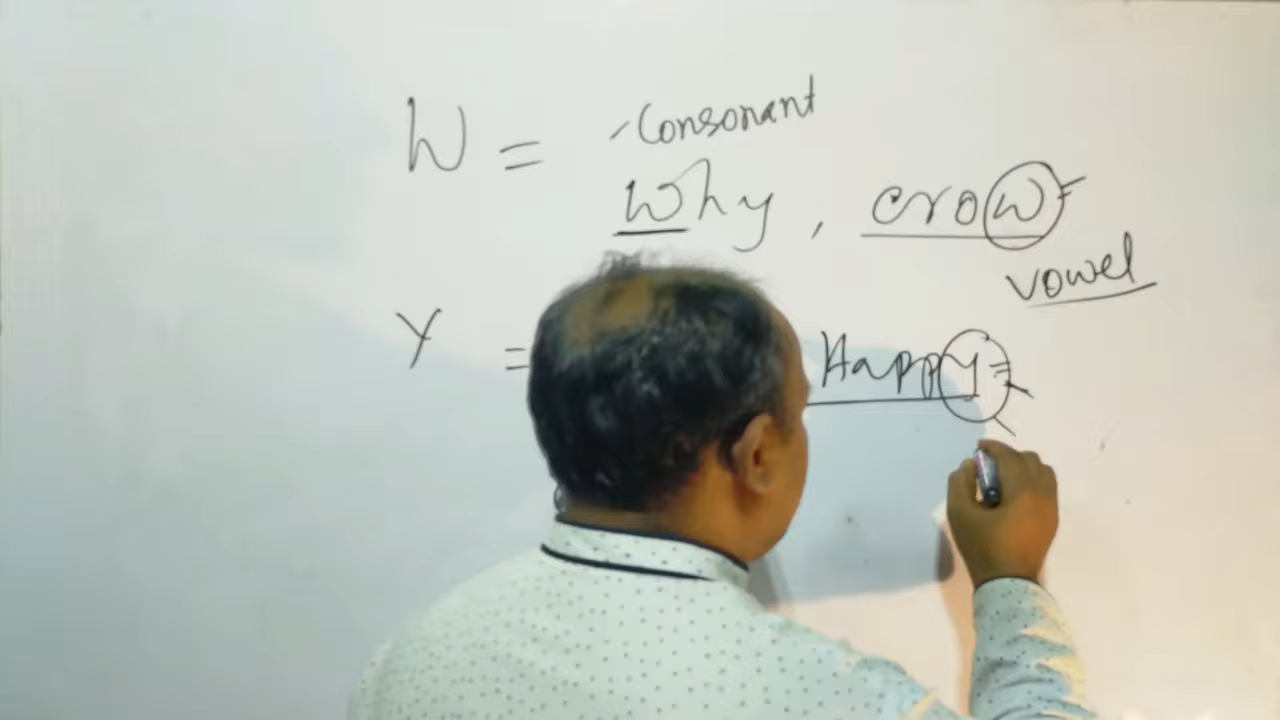 W = consonant
Why, crow =
vowel
Y = Happy =